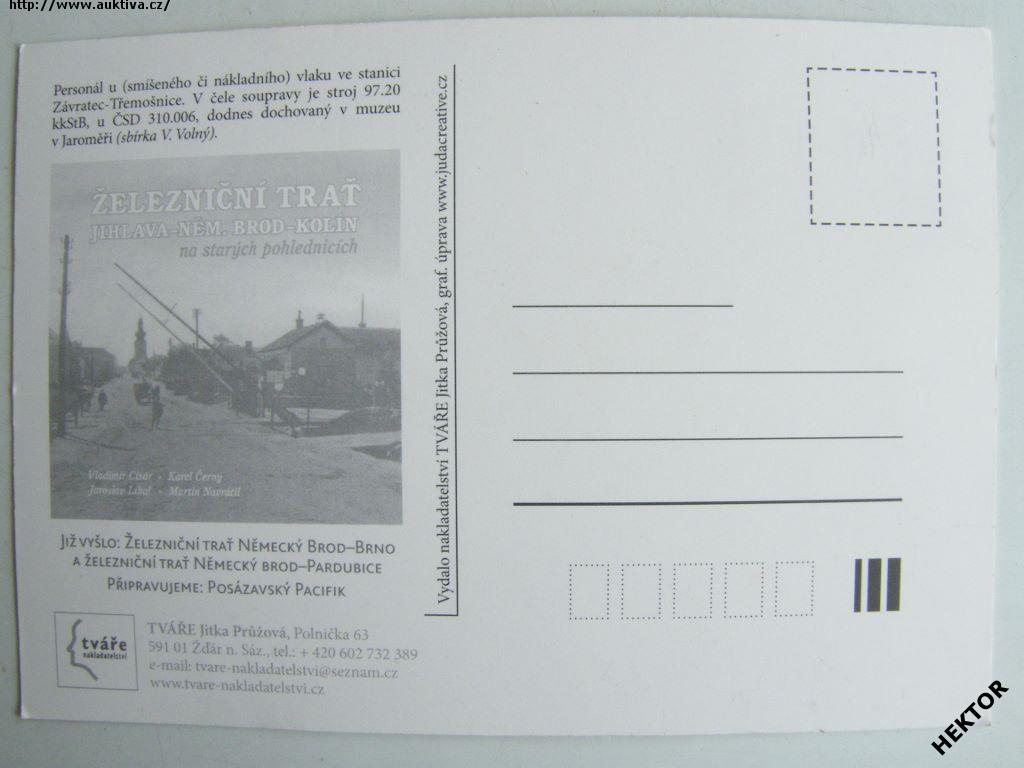 http://www.auktiva.cz/
Personál u (smíšeného či nákladního) vlaku ve stanici
Závratec-Třemošnice. V čele soupravy je stroj 97.20
kkStB, u ČSD 310.006, dodnes dochovaný v muzeu
v Jaroměři (sbírka V. Volný).
ŽELEZNIČNÍ TRAŤ
JIHLAVA–NĚM. BROD–KOLÍN
na starých pohlednicích
Vladimír Císař • Karel Černý
Jaroslav Líbal • Martin Navrátil
JIŽ VYŠLO: ŽELEZNIČNÍ TRAŤ NĚMECKÝ BROD–BRNO
A ŽELEZNIČNÍ TRAŤ NĚMECKÝ BROD–PARDUBICE
PŘIPRAVUJEME: POSÁZAVSKÝ PACIFIK
tváře
nakladatelství
TVÁŘE Jitka Průžová, Polnička 63
591 01 Žďár n. Sáz., tel.: + 420 602 732 389
e-mail: tvare-nakladatelstvi@seznam.cz
www.tvare-nakladatelstvi.cz
Vydalo nakladatelství TVÁŘE Jitka Průžová, graf. úprava www.judacreative.cz
HEKTOR